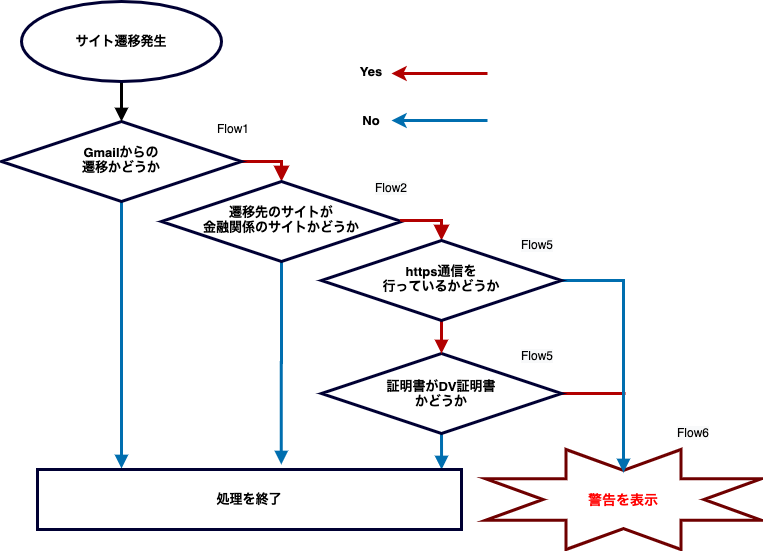 サイト遷移発生
Yes
No
Flow1
Gmailからの
遷移かどうか
Flow2
遷移先のサイトが
金融関係のサイトかどうか
Flow5
https通信を
行っているかどうか
Flow5
証明書がDV証明書
かどうか
Flow6
処理を終了
警告を表示